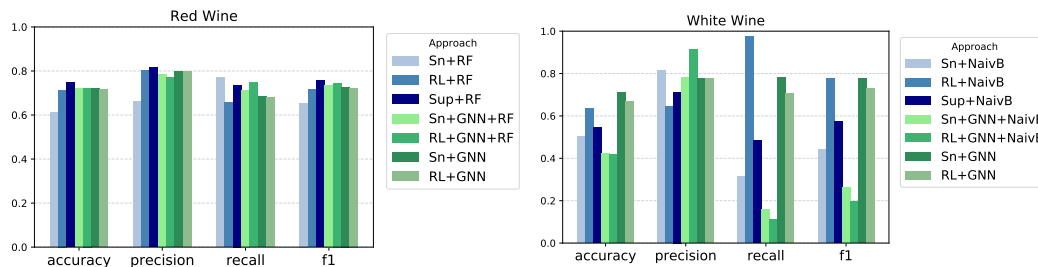 Red Wine
1.0
0.8
0.6
0.4
0.2
0.0
accuracy precision recall f1
Approach
Sn+RF
RL+RF
Sup+RF
Sn+GNN+RF
RL+GNN+RF
Sn+GNN
RL+GNN
White Wine
1.0
0.8
0.6
0.4
0.2
0.0
accuracy precision recall f1
Approach
Sn+NaivB
RL+NaivB
Sup+NaivB
Sn+GNN+NaivB
RL+GNN+NaivB
Sn+GNN
RL+GNN